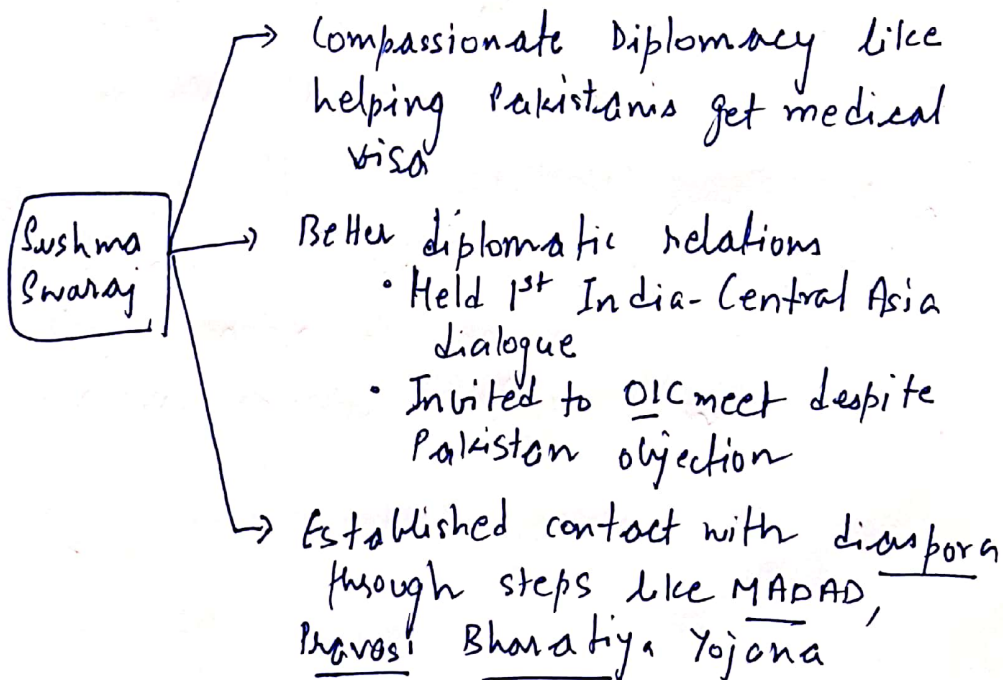 Compassionate Diplomacy like
helping Pakistanis get medical
visa
Sushma
Swaraj
Better diplomatic relations
• Held 1st India-Central Asia
dialogue
• Invited to OIC meet despite
Pakistan objection
Established contact with diaspora
through steps like MADAD,
Pravasi Bharatiya Yojana